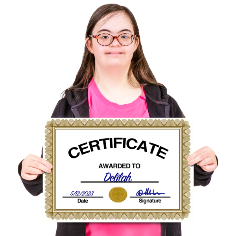 CERTIFICATE
AWARDED TO
Delilah
Date
Signature